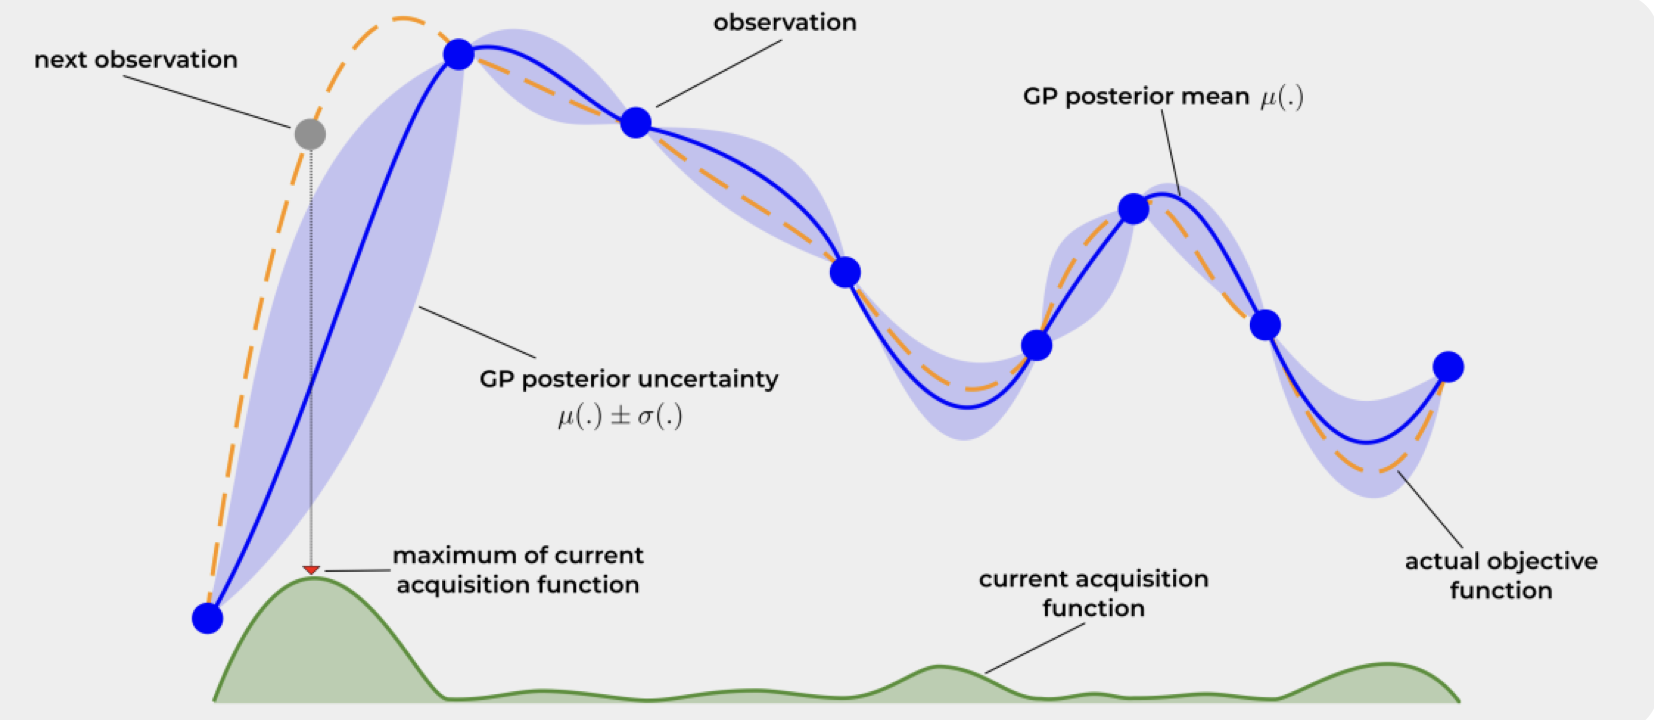 observation
next observation
GP posterior mean μ(.)
GP posterior uncertainty
μ(.) ± σ(.)
maximum of current
acquisition function
current acquisition
function
actual objective
function